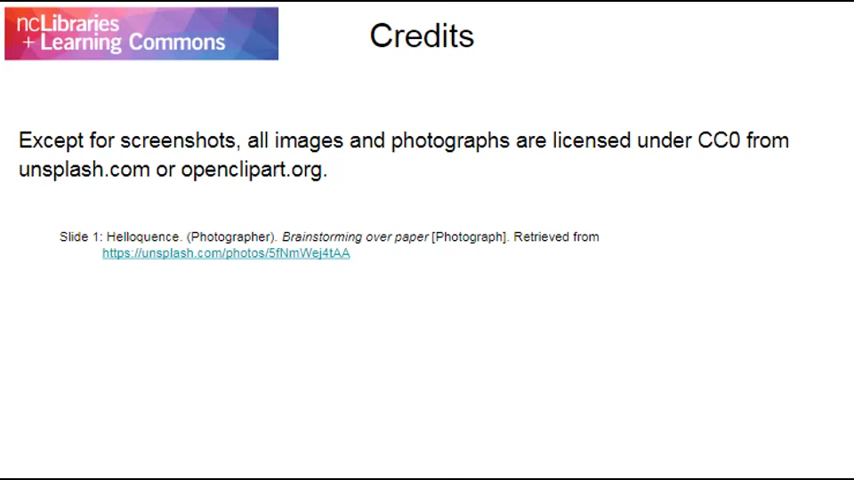 ncLibraries
+ Learning Commons
Credits
Except for screenshots, all images and photographs are licensed under CC0 from
unsplash.com or openclipart.org.
Slide 1: Helloquence. (Photographer). Brainstorming over paper [Photograph]. Retrieved from
https://unsplash.com/photos/5fNmWej4tAA